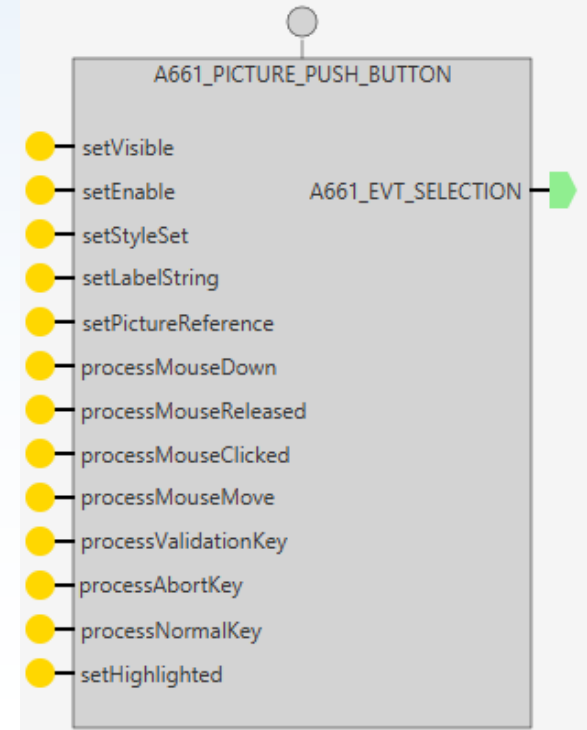 A661_PICTURE_PUSH_BUTTON
setVisible
setEnable
A661_EVT_SELECTION
setStyleSet
setLabelString
setPictureReference
processMouseDown
processMouseReleased
processMouseClicked
processMouseMove
processValidationKey
processAbortKey
processNormalKey
setHighlighted